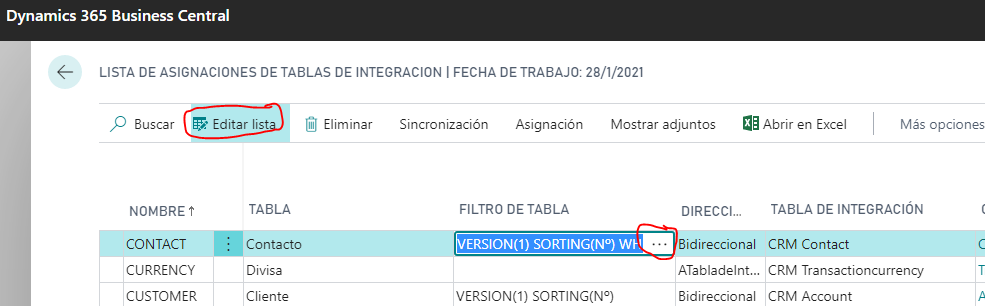 Dynamics 365 Business Central
LISTA DE ASIGNACIONES DE TABLAS DE INTEGRACION | FECHA DE TRABAJO: 28/1/2021
Buscar Editar lista Eliminar Sincronización Asignación Mostrar adjuntos Abrir en Excel Más opciones
NOMBRE ↑ TABLA FILTRO DE TABLA DIRECCI... TABLA DE INTEGRACIÓN
CONTACT Contacto VERSION(1) SORTING(Nº) WH ... Bidireccional CRM Contact
CURRENCY Divisa ATabladeInt... CRM Transactioncurrency
CUSTOMER Cliente VERSION(1) SORTING(Nº) Bidireccional CRM Account